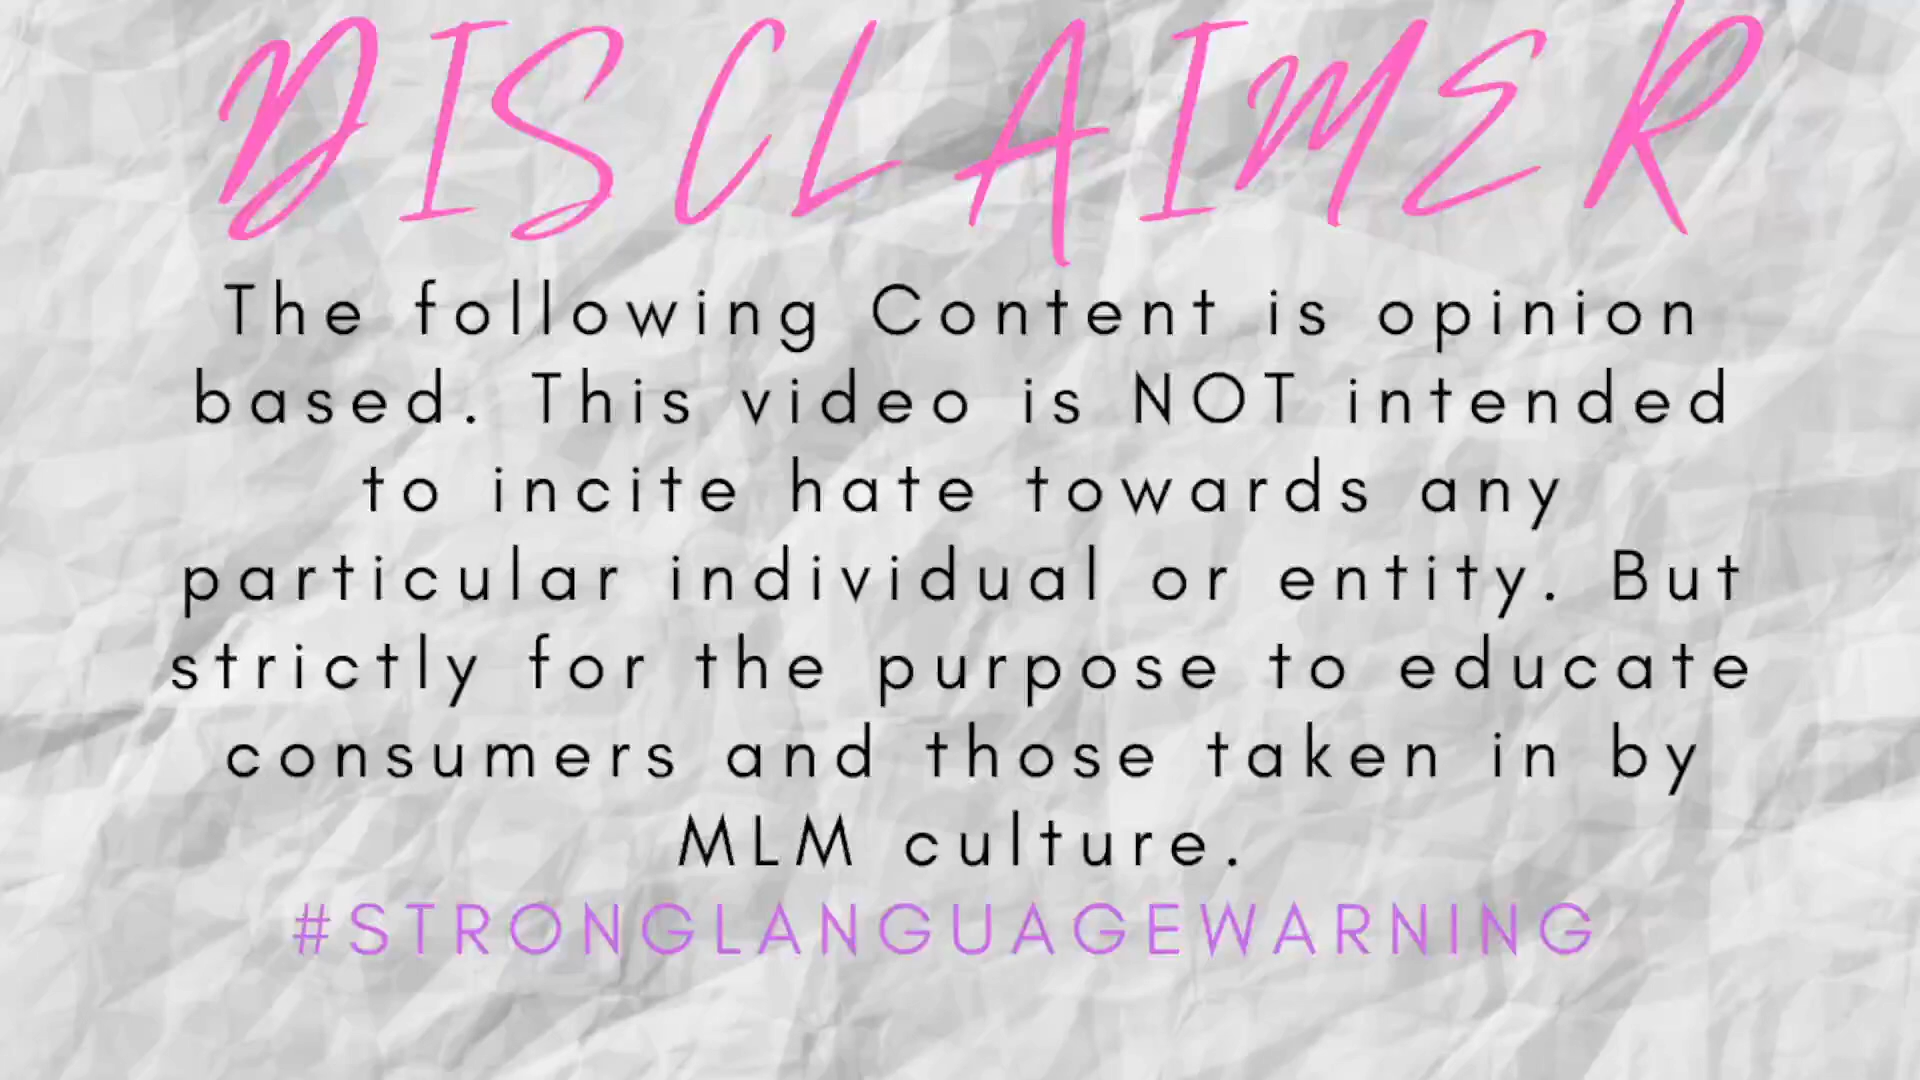 DISCLAIMER
The following Content is opinion
based. This video is NOT intended
to incite hate towards any
particular individual or entity. But
strictly for the purpose to educate
consumers and those taken in by
MLM culture.
#STRONGLANGUAGEWARNING